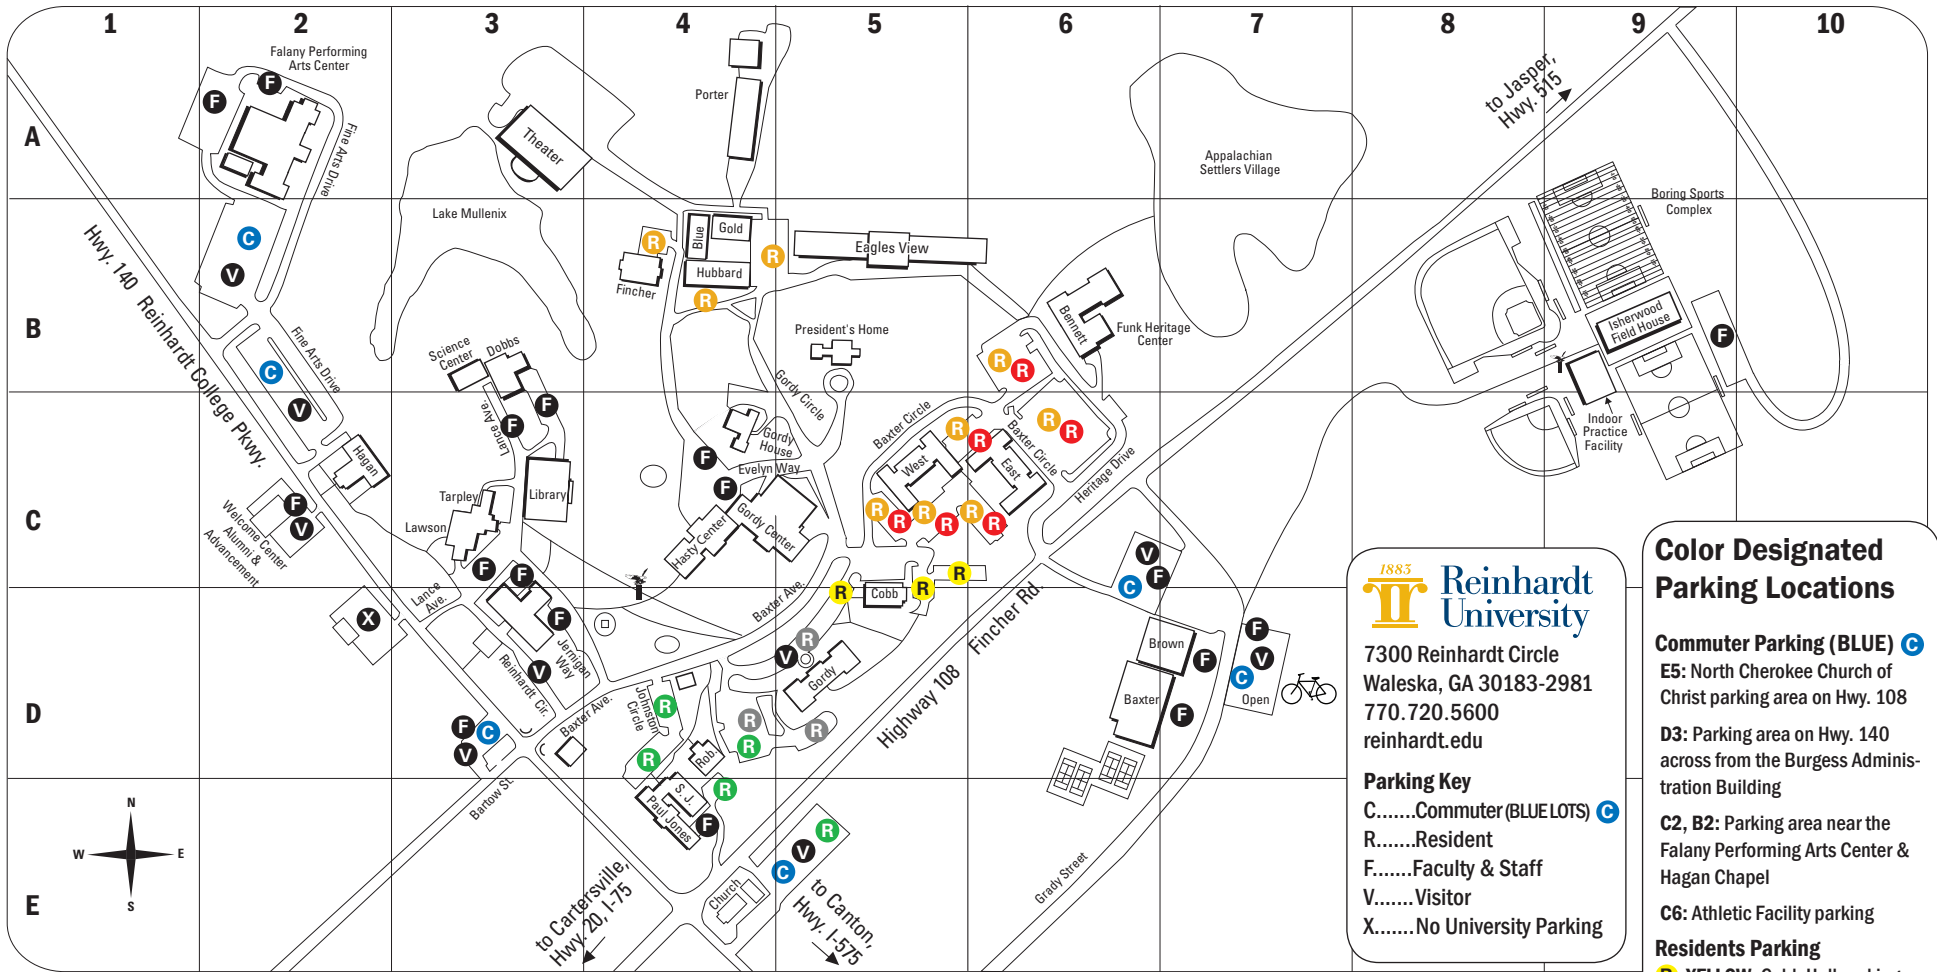 1 2 3 4 5 6 7 8 9 10
A
B
C
D
E
Falany Performing
Arts Center
F
F
Fine Arts Drive
C
V
Hwy. 140 Reinhardt College Pkwy.
Fine Arts Drive
C
V
Hagan
F
V
Welcome Center
Alumni &
Advancement
X
Theater
Lake Mullenix
Porter
Blue
Gold
Hubbard
Fincher
R
R
R
Eagles View
President's Home
Gordy Circle
Science
Center
Dobbs
F
F
Lance Ave.
Library
Tarpley
Lawson
F
F
F
V
Lance
Ave.
Reinhardt Cir.
Jernigan
Way
F
C
V
Bartow St.
Baxter Ave.
Gordy
House
Evelyn Way
F
F
Hasty Center
Gordy Center
Baxter Ave.
Baxter Circle
West
East
Baxter Circle
R
R
R
R
R
R
R
R
R
R
R
R
Heritage Drive
Bennett
Funk Heritage
Center
Appalachian
Settlers Village
to Jasper,
Hwy. 515
Boring Sports
Complex
Isherwood
Field House
F
Indoor
Practice
Facility
R
Cobb
R
R
R
V
Gordy
R
R
R
Johnston
Circle
R
R
Rob.
R
S. J.
Paul Jones
F
Church
R
V
C
Highway 108 Fincher Rd.
V
F
C
Brown
F
Baxter
F
F
V
C
Open
Grady Street
to Cartersville,
Hwy. 20, I-75
to Canton,
Hwy. I-575
N
W E
S
1883
Reinhardt
University
7300 Reinhardt Circle
Waleska, GA 30183-2981
770.720.5600
reinhardt.edu
Parking Key
C.......Commuter (BLUE LOTS) C
R.......Resident
F.......Faculty & Staff
V.......Visitor
X.......No University Parking
Color Designated
Parking Locations
Commuter Parking (BLUE) C
E5: North Cherokee Church of
Christ parking area on Hwy. 108
D3: Parking area on Hwy. 140
across from the Burgess Adminis-
tration Building
C2, B2: Parking area near the
Falany Performing Arts Center &
Hagan Chapel
C6: Athletic Facility parking
Residents Parking